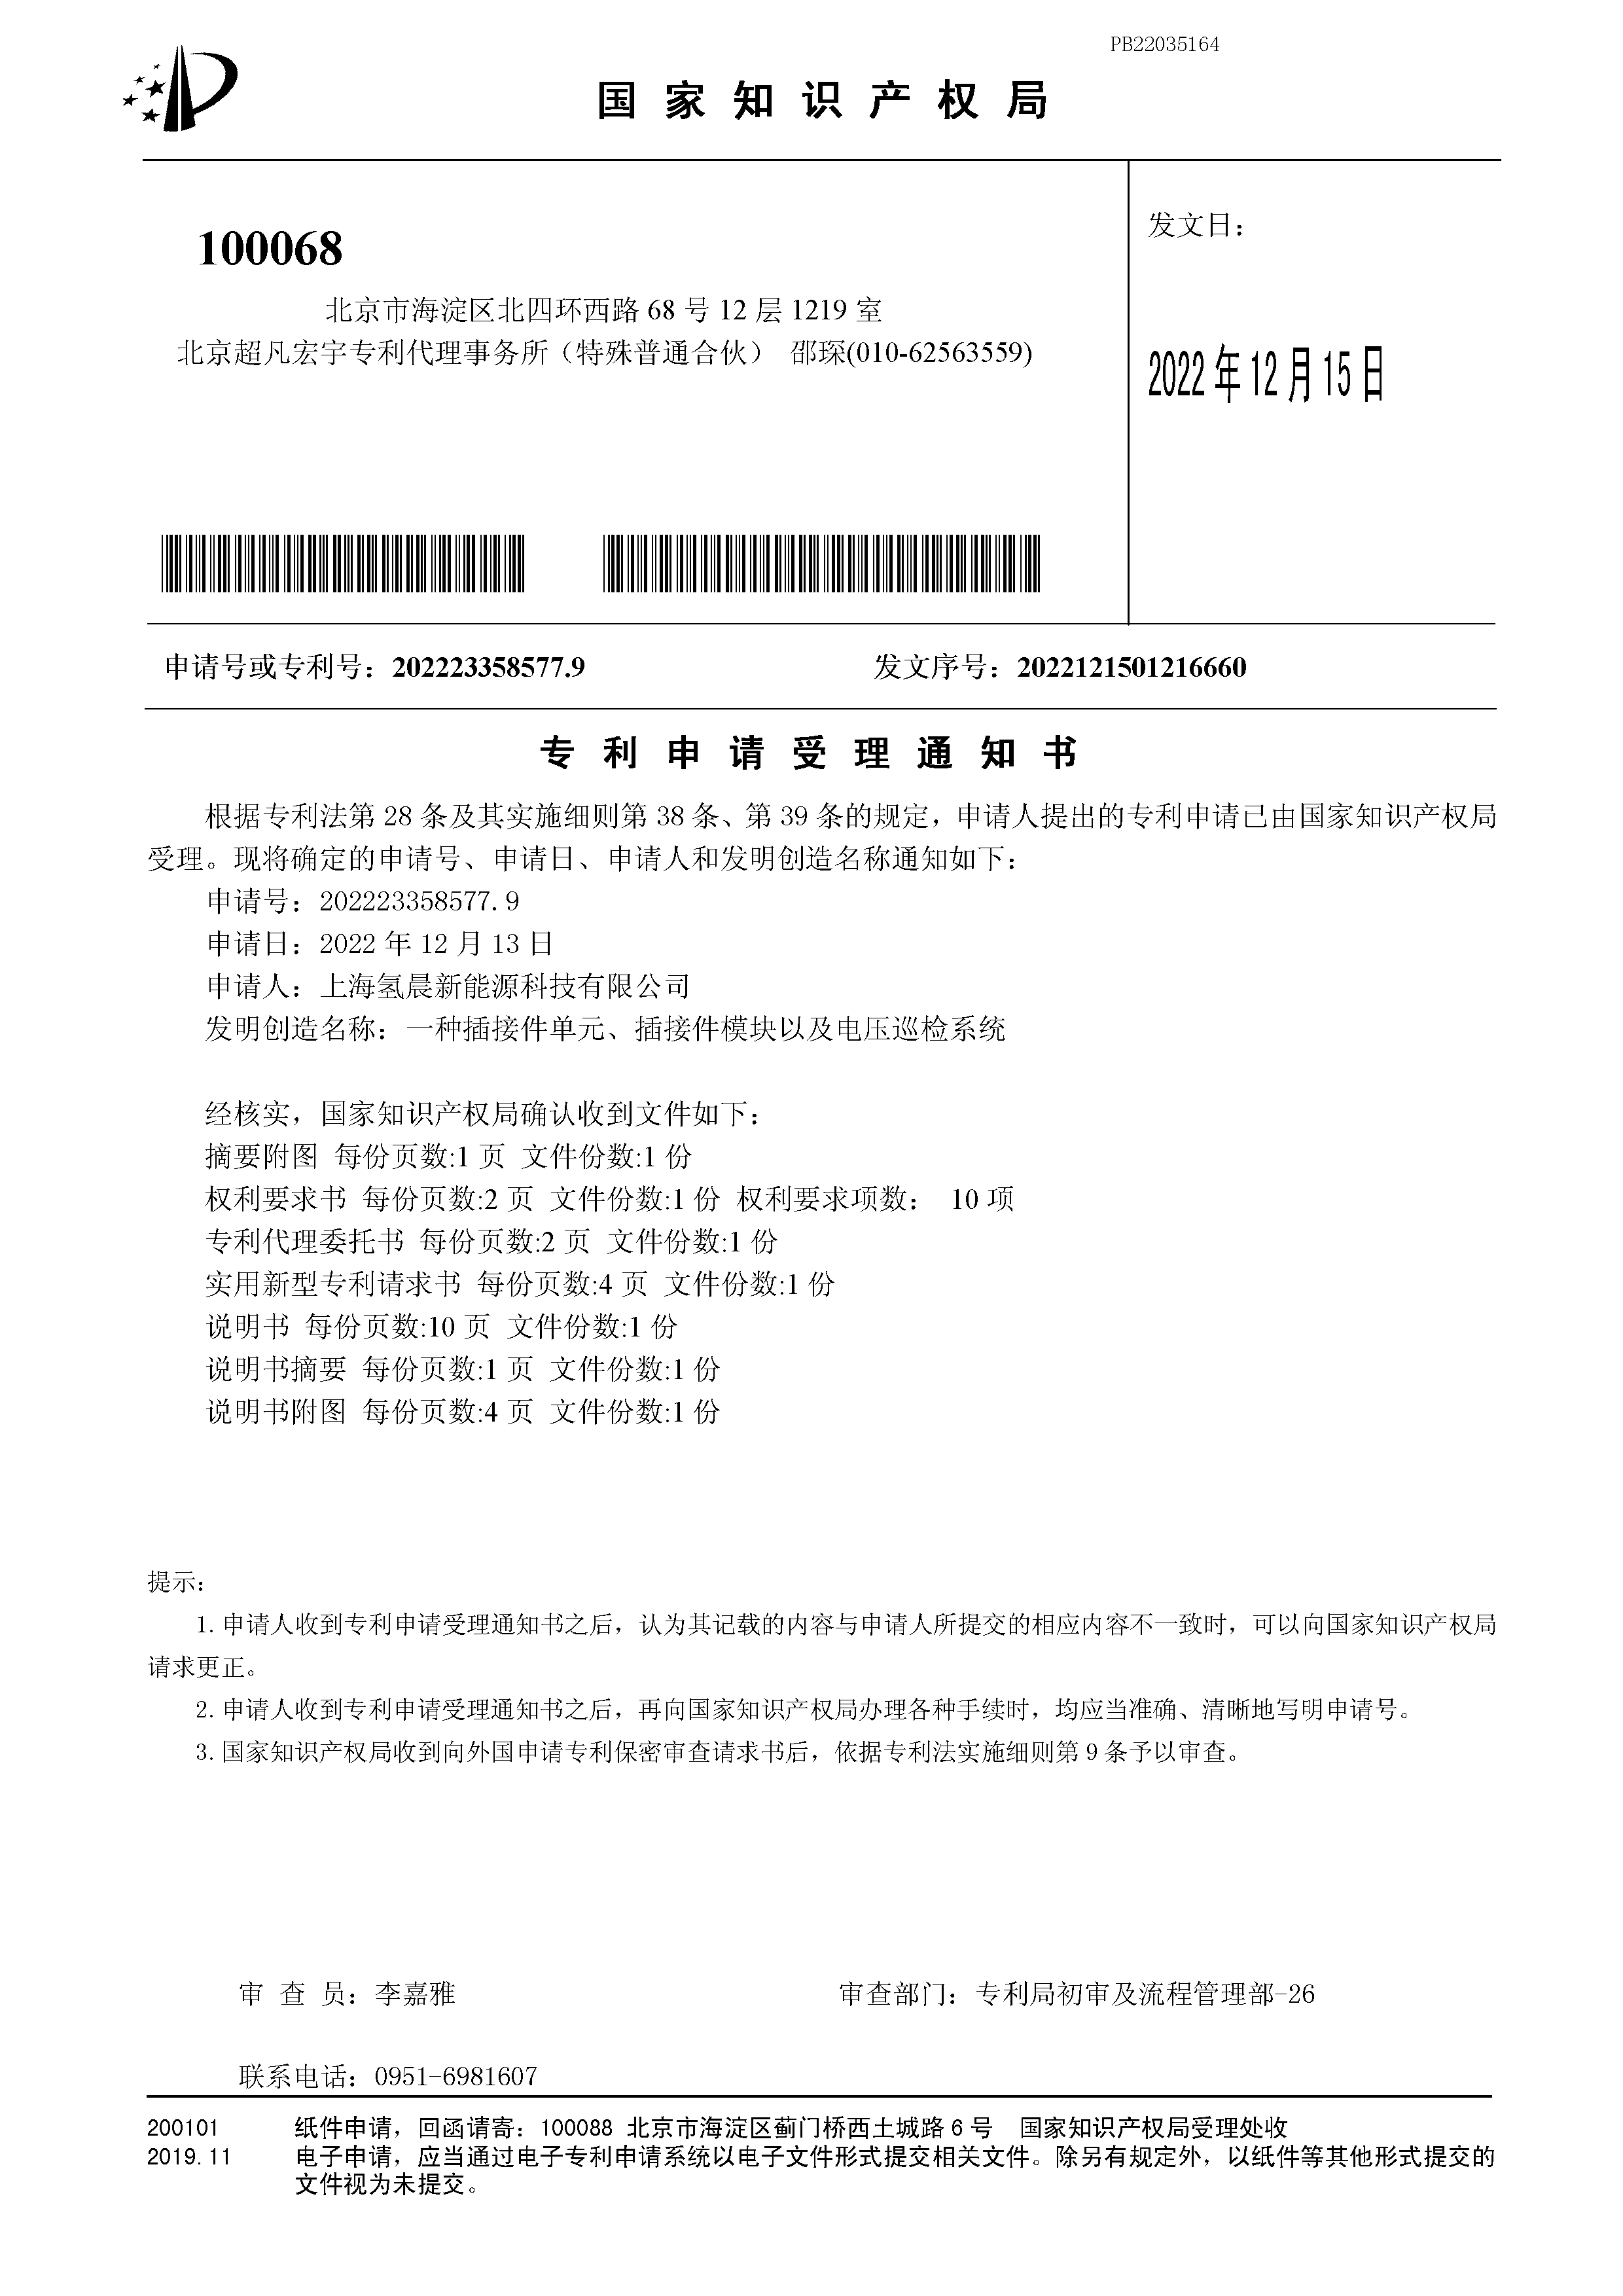 PB22035164
国家知识产权局
100068
发文日：
北京市海淀区北四环西路 68 号 12 层 1219 室
北京超凡宏宇专利代理事务所（特殊普通合伙） 邵琛(010-62563559)
2022 年 12 月 15 日
申请号或专利号：202223358577.9 发文序号：2022121501216660
专利申请受理通知书
根据专利法第 28 条及其实施细则第 38 条、第 39 条的规定，申请人提出的专利申请已由国家知识产权局
受理。现将确定的申请号、申请日、申请人和发明创造名称通知如下：
申请号：202223358577.9
申请日：2022 年 12 月 13 日
申请人：上海氢晨新能源科技有限公司
发明创造名称：一种插接件单元、插接件模块以及电压巡检系统
经核实，国家知识产权局确认收到文件如下：
摘要附图 每份页数:1 页 文件份数:1 份
权利要求书 每份页数:2 页 文件份数:1 份 权利要求项数： 10 项
专利代理委托书 每份页数:2 页 文件份数:1 份
实用新型专利请求书 每份页数:4 页 文件份数:1 份
说明书 每份页数:10 页 文件份数:1 份
说明书摘要 每份页数:1 页 文件份数:1 份
说明书附图 每份页数:4 页 文件份数:1 份
提示：
1. 申请人收到专利申请受理通知书之后，认为其记载的内容与申请人所提交的相应内容不一致时，可以向国家知识产权局
请求更正。
2. 申请人收到专利申请受理通知书之后，再向国家知识产权局办理各种手续时，均应当准确、清晰地写明申请号。
3. 国家知识产权局收到向外国申请专利保密审查请求书后，依据专利法实施细则第 9 条予以审查。
审 查 员：李嘉雅 审查部门：专利局初审及流程管理部-26
联系电话：0951-6981607
200101 纸件申请，回函请寄：100088 北京市海淀区蓟门桥西土城路 6 号 国家知识产权局受理处收
2019.11 电子申请，应当通过电子专利申请系统以电子文件形式提交相关文件。除另有规定外，以纸件等其他形式提交的
文件视为未提交。